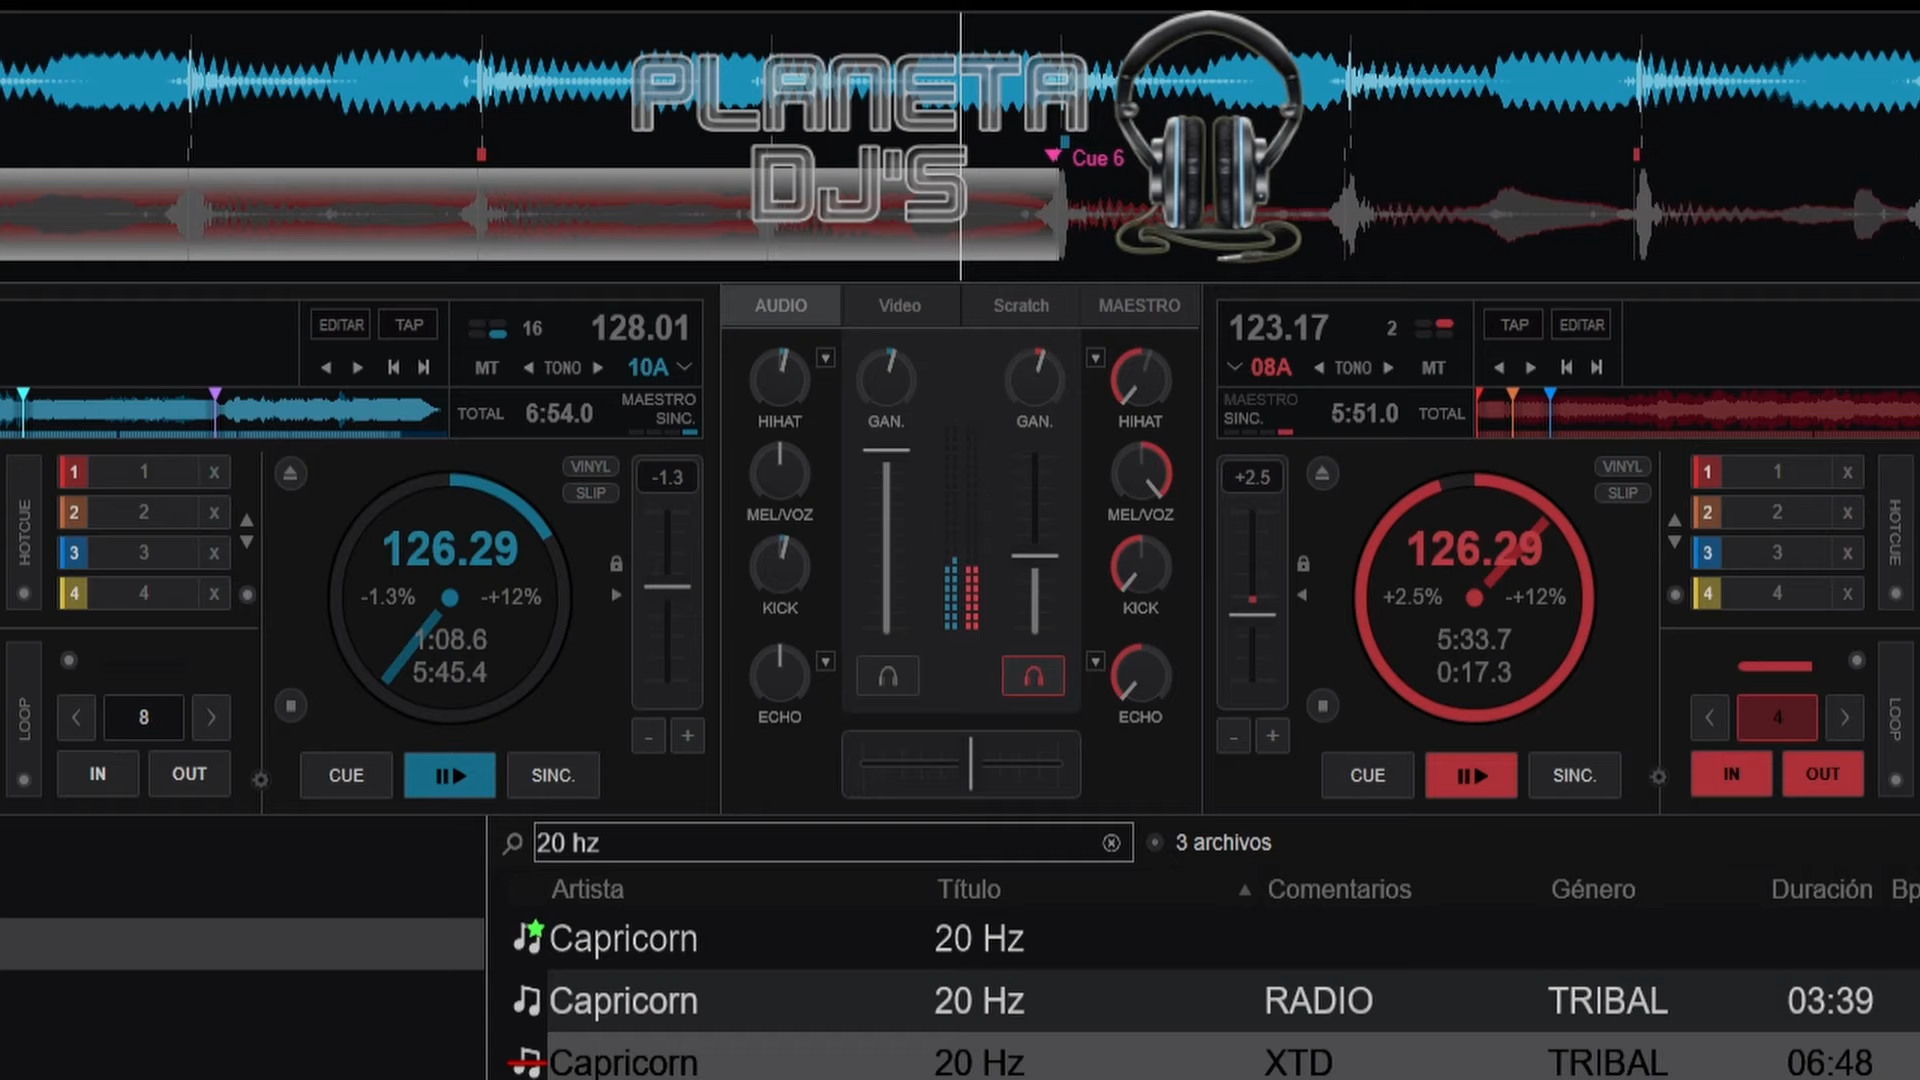 PLANETA
DJ'S
Cue 6
EDITAR TAP 16 128.01
MT TONO 10A
TOTAL 6:54.0 MAESTRO SINC.
AUDIO Video Scratch MAESTRO
123.17 2 TAP EDITAR
08A TONO MT
MAESTRO SINC. 5:51.0 TOTAL
HIHAT GAN. GAN. HIHAT
MEL/VOZ MEL/VOZ
KICK KICK
ECHO ECHO
HOTCUE
1 1 x
2 2 x
3 3 x
4 4 x
VINYL
SLIP
-1.3
126.29
-1.3% -+12%
1:08.6
5:45.4
LOOP
8
IN OUT
CUE SINC.
- +
+2.5
VINYL
SLIP
126.29
+2.5% -+12%
5:33.7
0:17.3
- +
CUE SINC.
1 1 x
2 2 x
3 3 x
4 4 x
HOTCUE
4
IN OUT
LOOP
20 hz 3 archivos
Artista Título Comentarios Género Duración Bp
Capricorn 20 Hz
Capricorn 20 Hz RADIO TRIBAL 03:39
Capricorn 20 Hz XTD TRIBAL 06:48